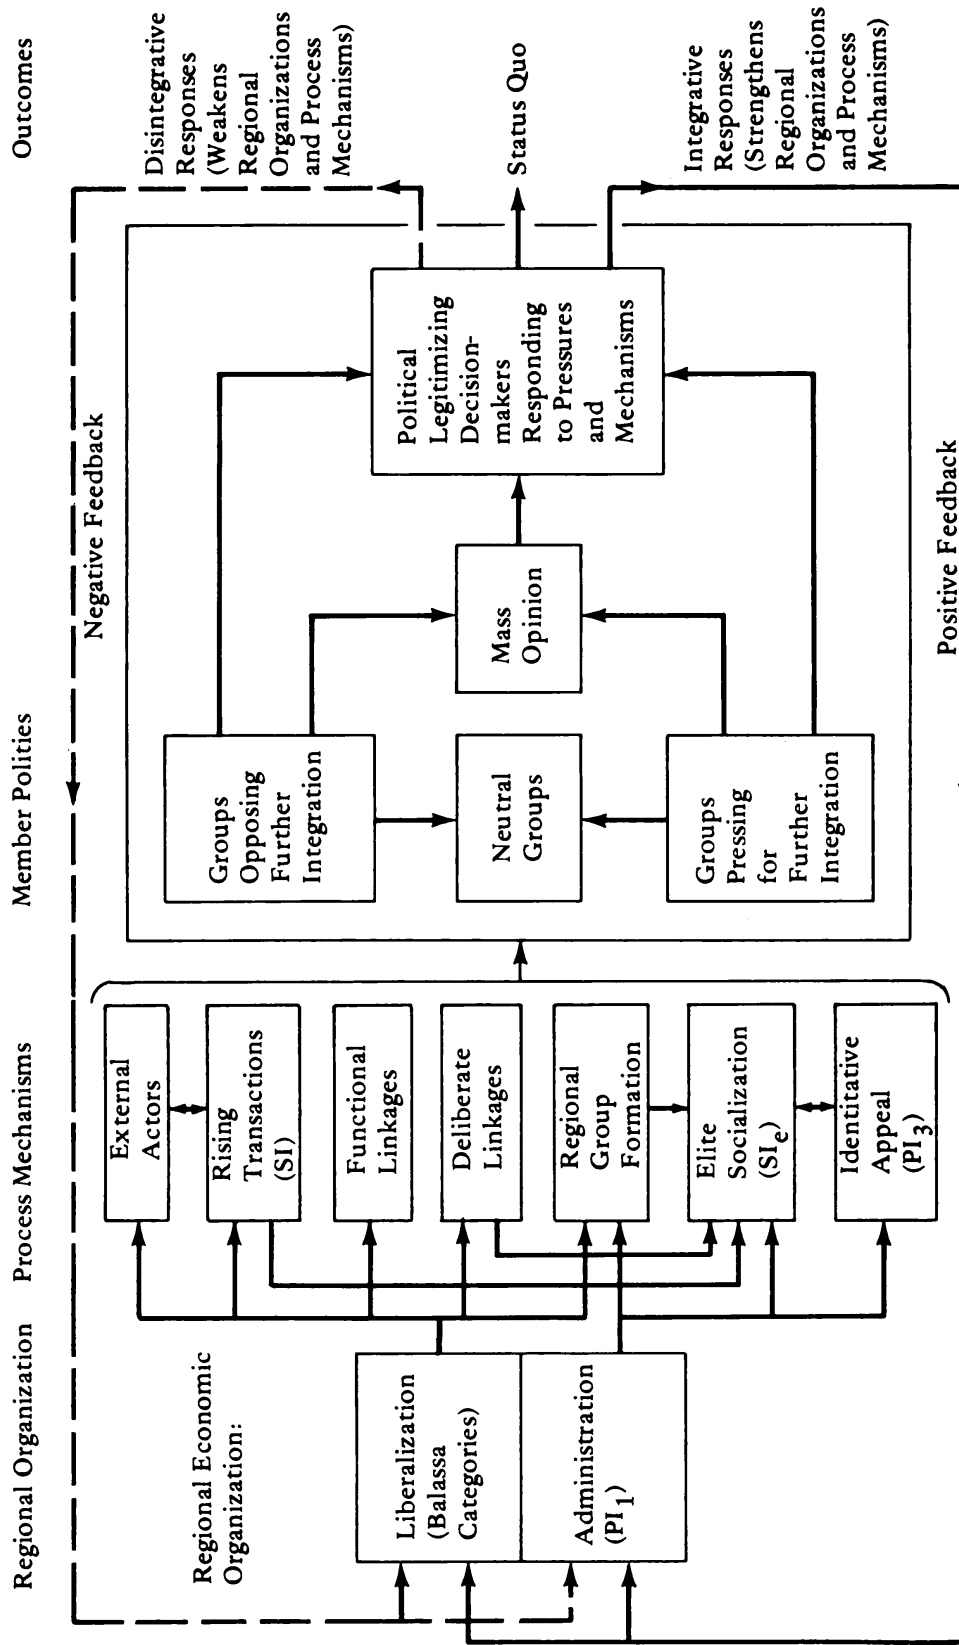 Regional Organization
Process Mechanisms
Member Polities
Outcomes
Negative Feedback
Regional Economic
Organization:
Liberalization
(Balassa
Categories)
Administration
(PI1)
External
Actors
Rising
Transactions
(SI)
Functional
Linkages
Deliberate
Linkages
Regional
Group
Formation
Elite
Socialization
(SIe)
Identitative
Appeal
(PI3)
Groups
Opposing
Further
Integration
Neutral
Groups
Groups
Pressing
for
Further
Integration
Mass
Opinion
Political
Legitimizing
Decision-
makers
Responding
to Pressures
and
Mechanisms
Disintegrative
Responses
(Weakens
Regional
Organizations
and Process
Mechanisms)
Status Quo
Integrative
Responses
(Strengthens
Regional
Organizations
and Process
Mechanisms)
Positive Feedback